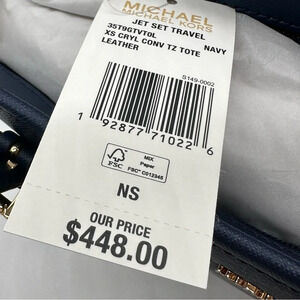 MICHAEL
MICHAEL KORS
JET SET TRAVEL
35T9GTVT0L NAVY
XS CRYL CONV TZ TOTE
LEATHER
S149-0002
1 92877 71022 6
FSC
MIX
Paper
FSC® C012345
NS
OUR PRICE
$448.00